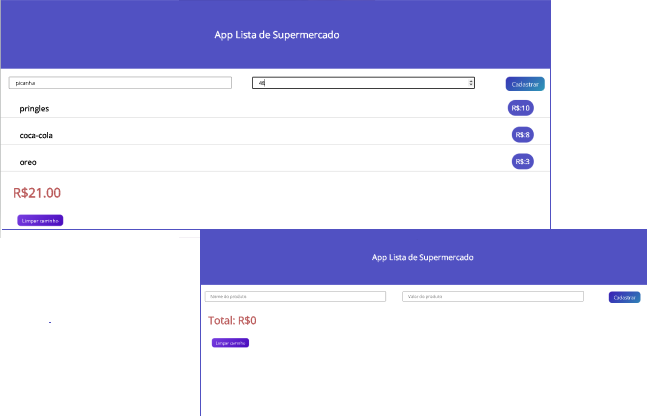 App Lista de Supermercado
picanha 46 Cadastrar
pringles R$:10
coca-cola R$:8
oreo R$:3
R$21.00
Limpar carrinho
App Lista de Supermercado
Nome do produto Valor do produto Cadastrar
Total: R$0
Limpar carrinho